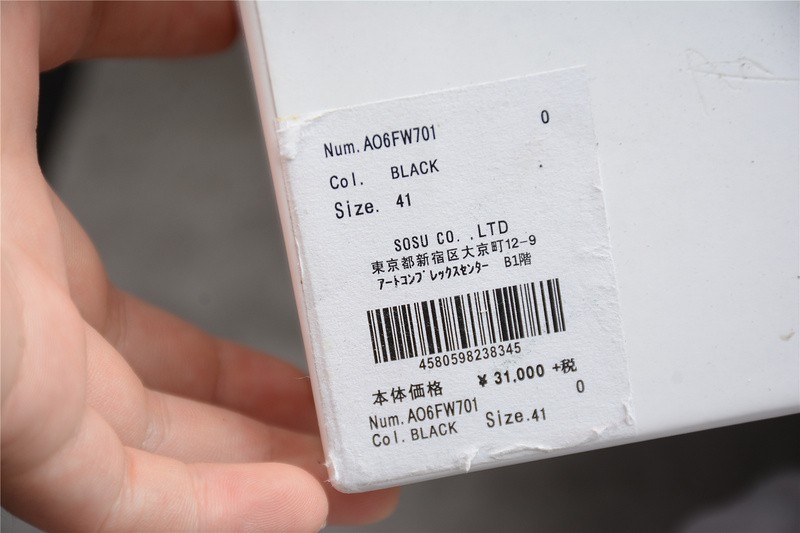 Num. A06FW701 0
Col. BLACK
Size. 41
SOSU CO. .LTD
東京都新宿区大京町12-9
アートコンプレックスセンター B1階
4580598238345
本体価格 ¥ 31,000 +税
Num. A06FW701 0
Col. BLACK Size. 41